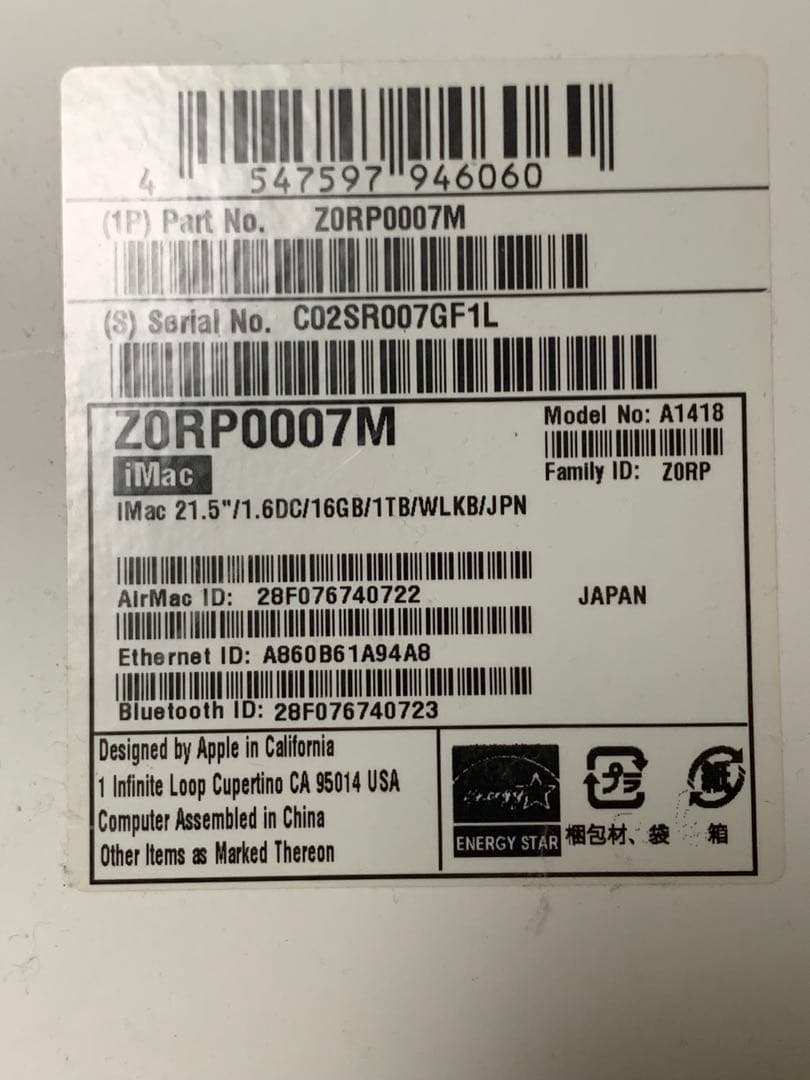 4 547597 946060
(1P) Part No. Z0RP0007M
(S) Serial No. C02SR007GF1L
Z0RP0007M
Model No: A1418
iMac
Family ID: Z0RP
iMac 21.5"/1.6DC/16GB/1TB/WLKB/JPN
AirMac ID: 28F076740722
JAPAN
Ethernet ID: A860B61A94A8
Bluetooth ID: 28F076740723
Designed by Apple in California
1 Infinite Loop Cupertino CA 95014 USA
Computer Assembled in China
Other Items as Marked Thereon
energy
ENERGY STAR
プラ
紙
梱包材、袋
箱